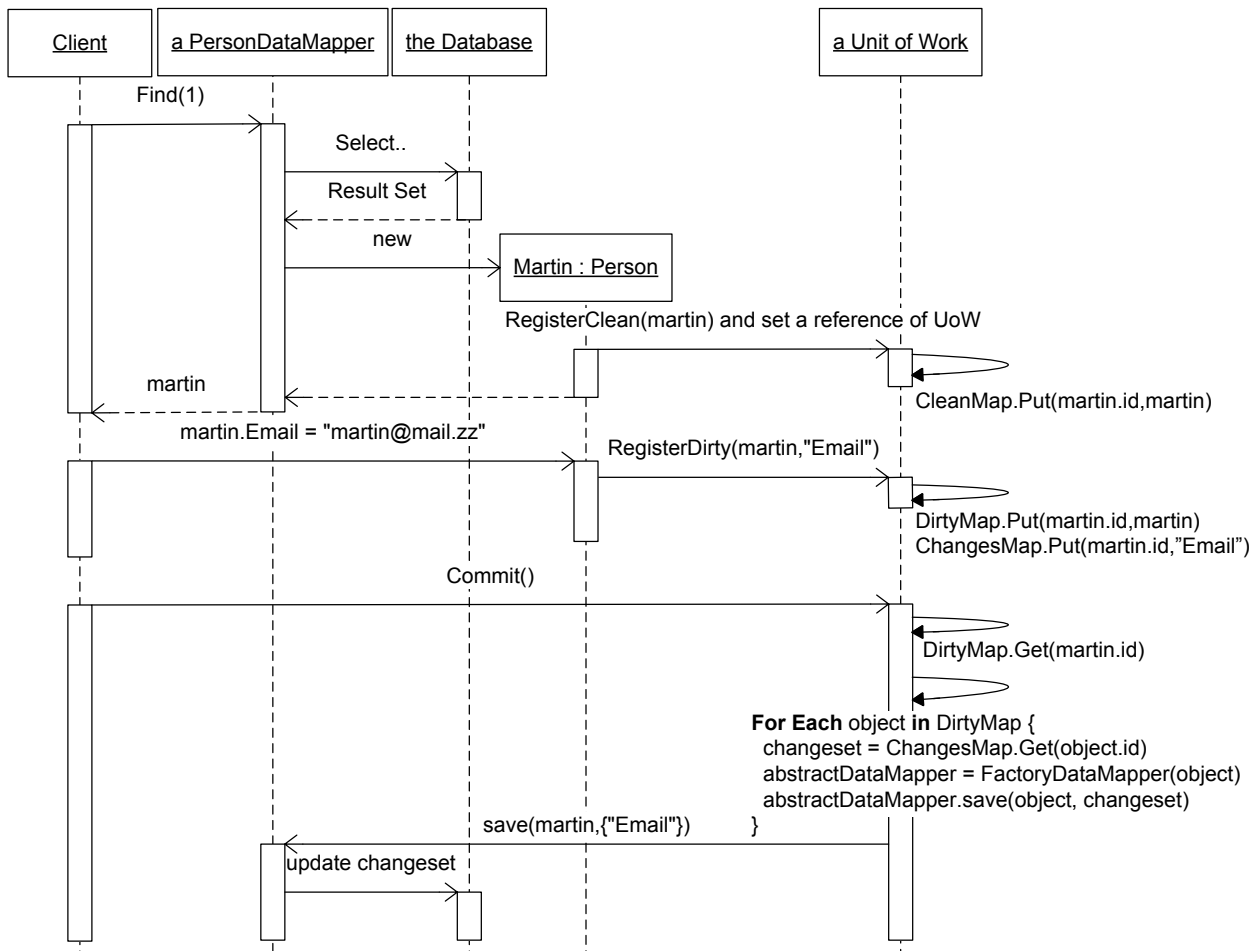 Client
a PersonDataMapper
the Database
a Unit of Work
Find(1)
Select..
Result Set
new
Martin : Person
RegisterClean(martin) and set a reference of UoW
martin
CleanMap.Put(martin.id,martin)
martin.Email = "martin@mail.zz"
RegisterDirty(martin,"Email")
DirtyMap.Put(martin.id,martin)
ChangesMap.Put(martin.id,”Email”)
Commit()
DirtyMap.Get(martin.id)
For Each object in DirtyMap {
changeset = ChangesMap.Get(object.id)
abstractDataMapper = FactoryDataMapper(object)
abstractDataMapper.save(object, changeset)
}
save(martin,{"Email"})
update changeset